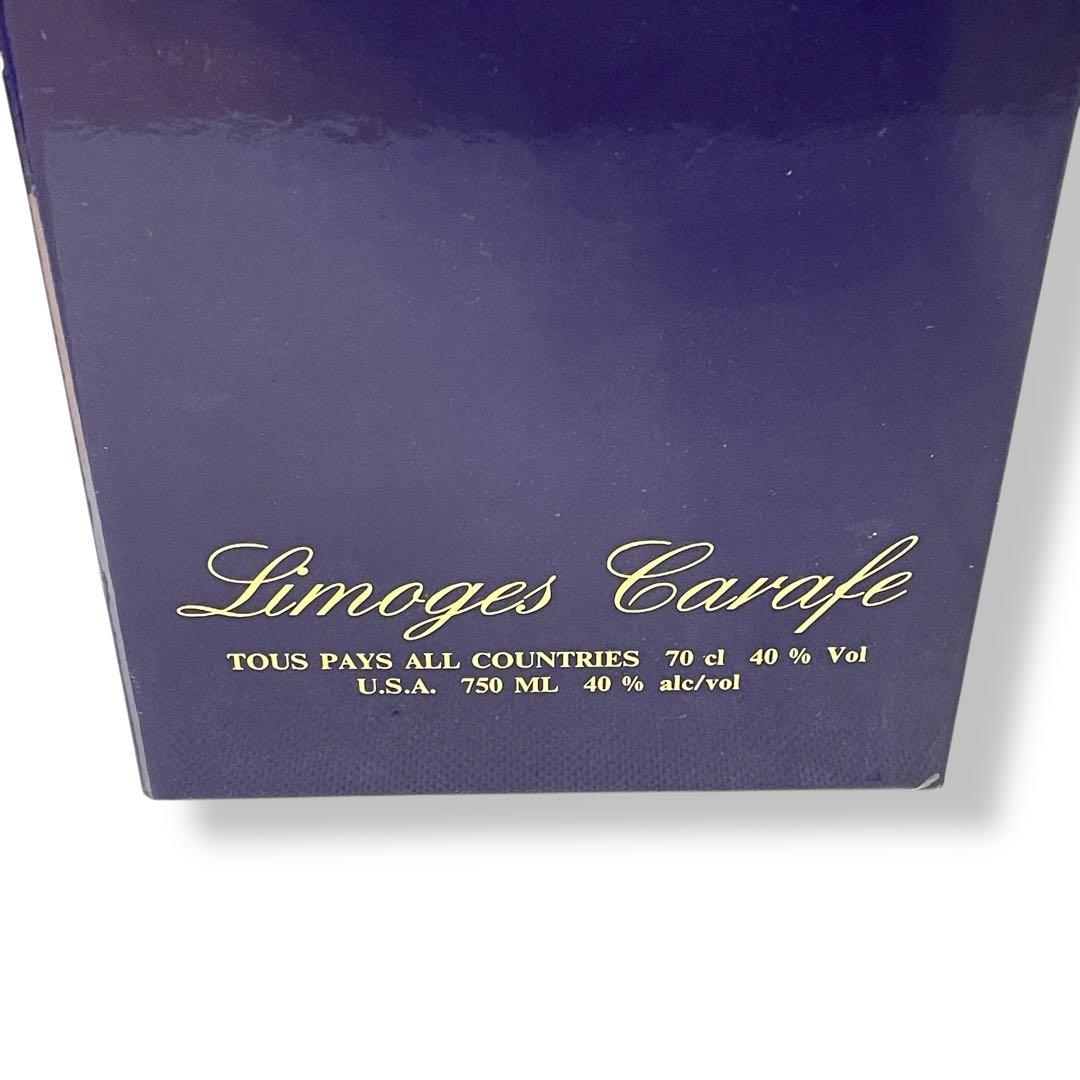 Limoges Carafe
TOUS PAYS ALL COUNTRIES 70 cl 40 % Vol
U.S.A. 750 ML 40 % alc/vol